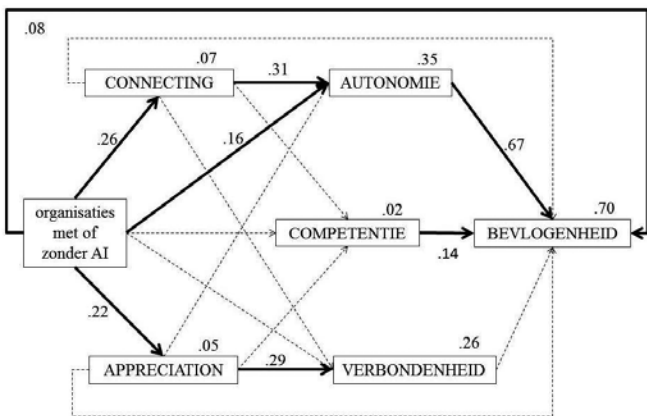 .08
.07
.35
CONNECTING
.31
AUTONOMIE
.26
.16
.67
organisaties
met of
zonder AI
.02
.70
COMPETENTIE
BEVLOGENHEID
.14
.22
.05
.26
APPRECIATION
.29
VERBONDENHEID